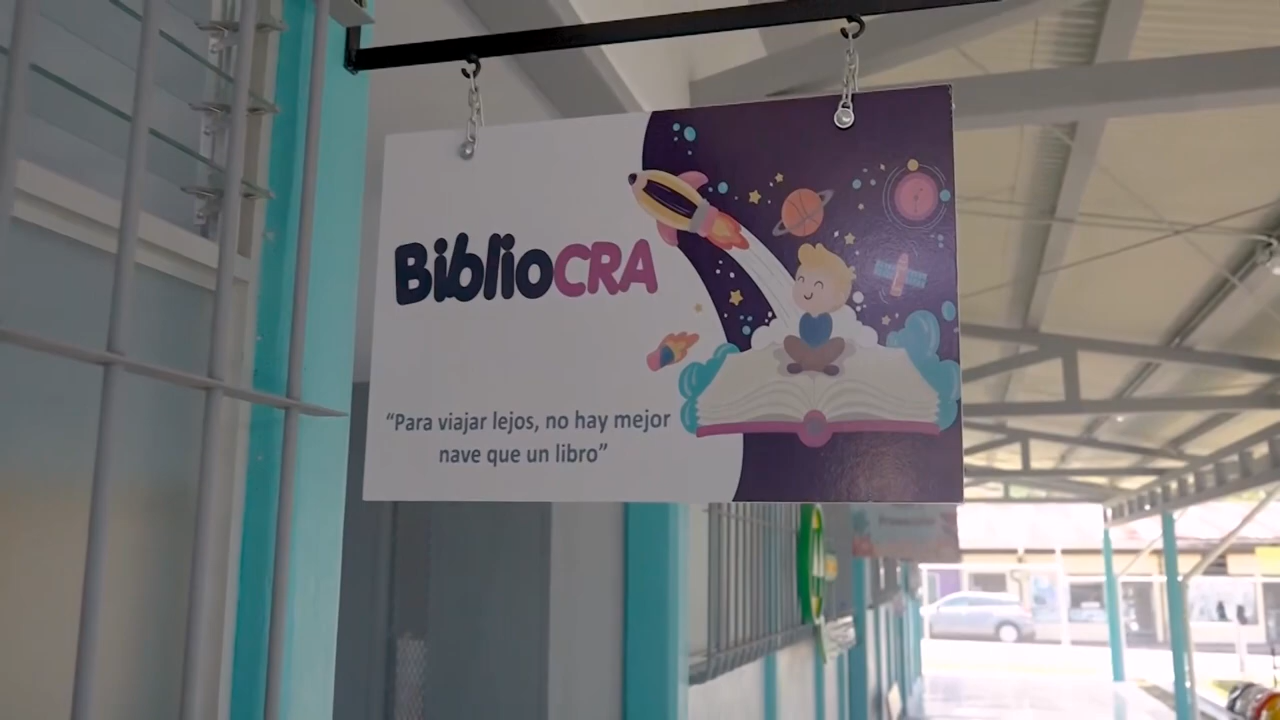 BiblioCRA
“Para viajar lejos, no hay mejor
nave que un libro”